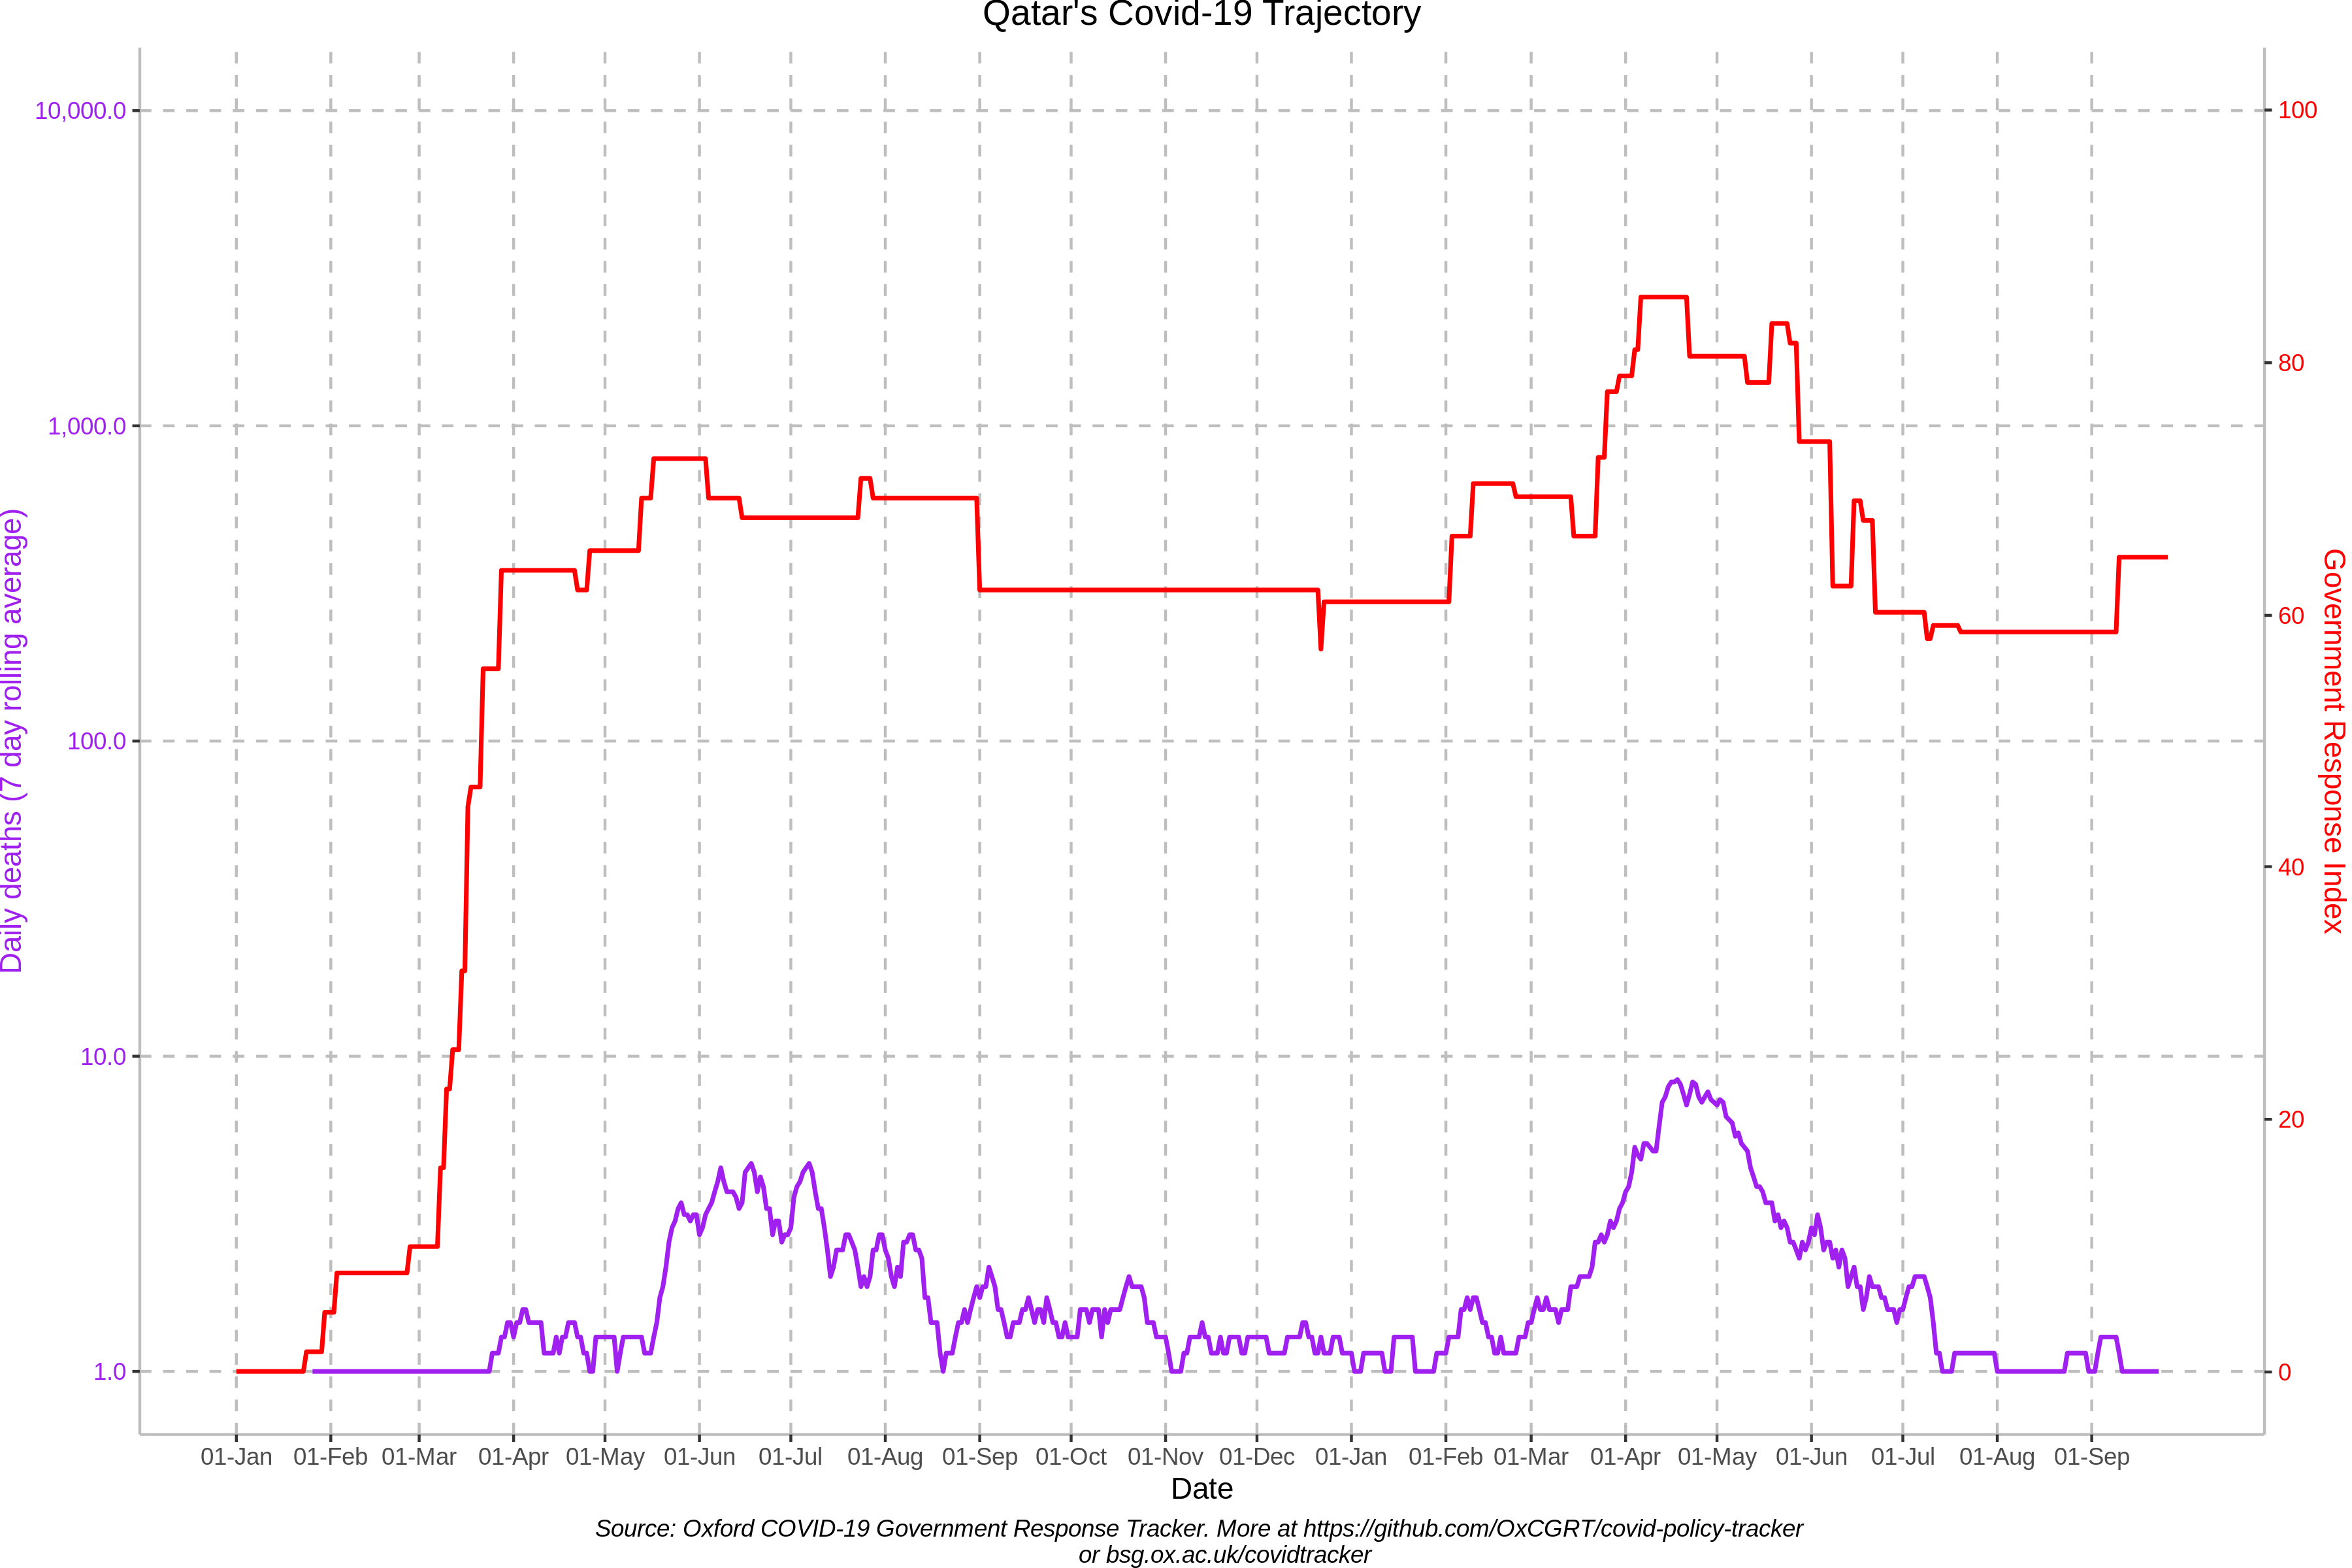 Qatar's Covid-19 Trajectory
10,000.0
1,000.0
100.0
10.0
1.0
Daily deaths (7 day rolling average)
100
80
60
40
20
0
Government Response Index
01-Jan 01-Feb 01-Mar 01-Apr 01-May 01-Jun 01-Jul 01-Aug 01-Sep 01-Oct 01-Nov 01-Dec 01-Jan 01-Feb 01-Mar 01-Apr 01-May 01-Jun 01-Jul 01-Aug 01-Sep
Date
Source: Oxford COVID-19 Government Response Tracker. More at https://github.com/OxCGRT/covid-policy-tracker
or bsg.ox.ac.uk/covidtracker